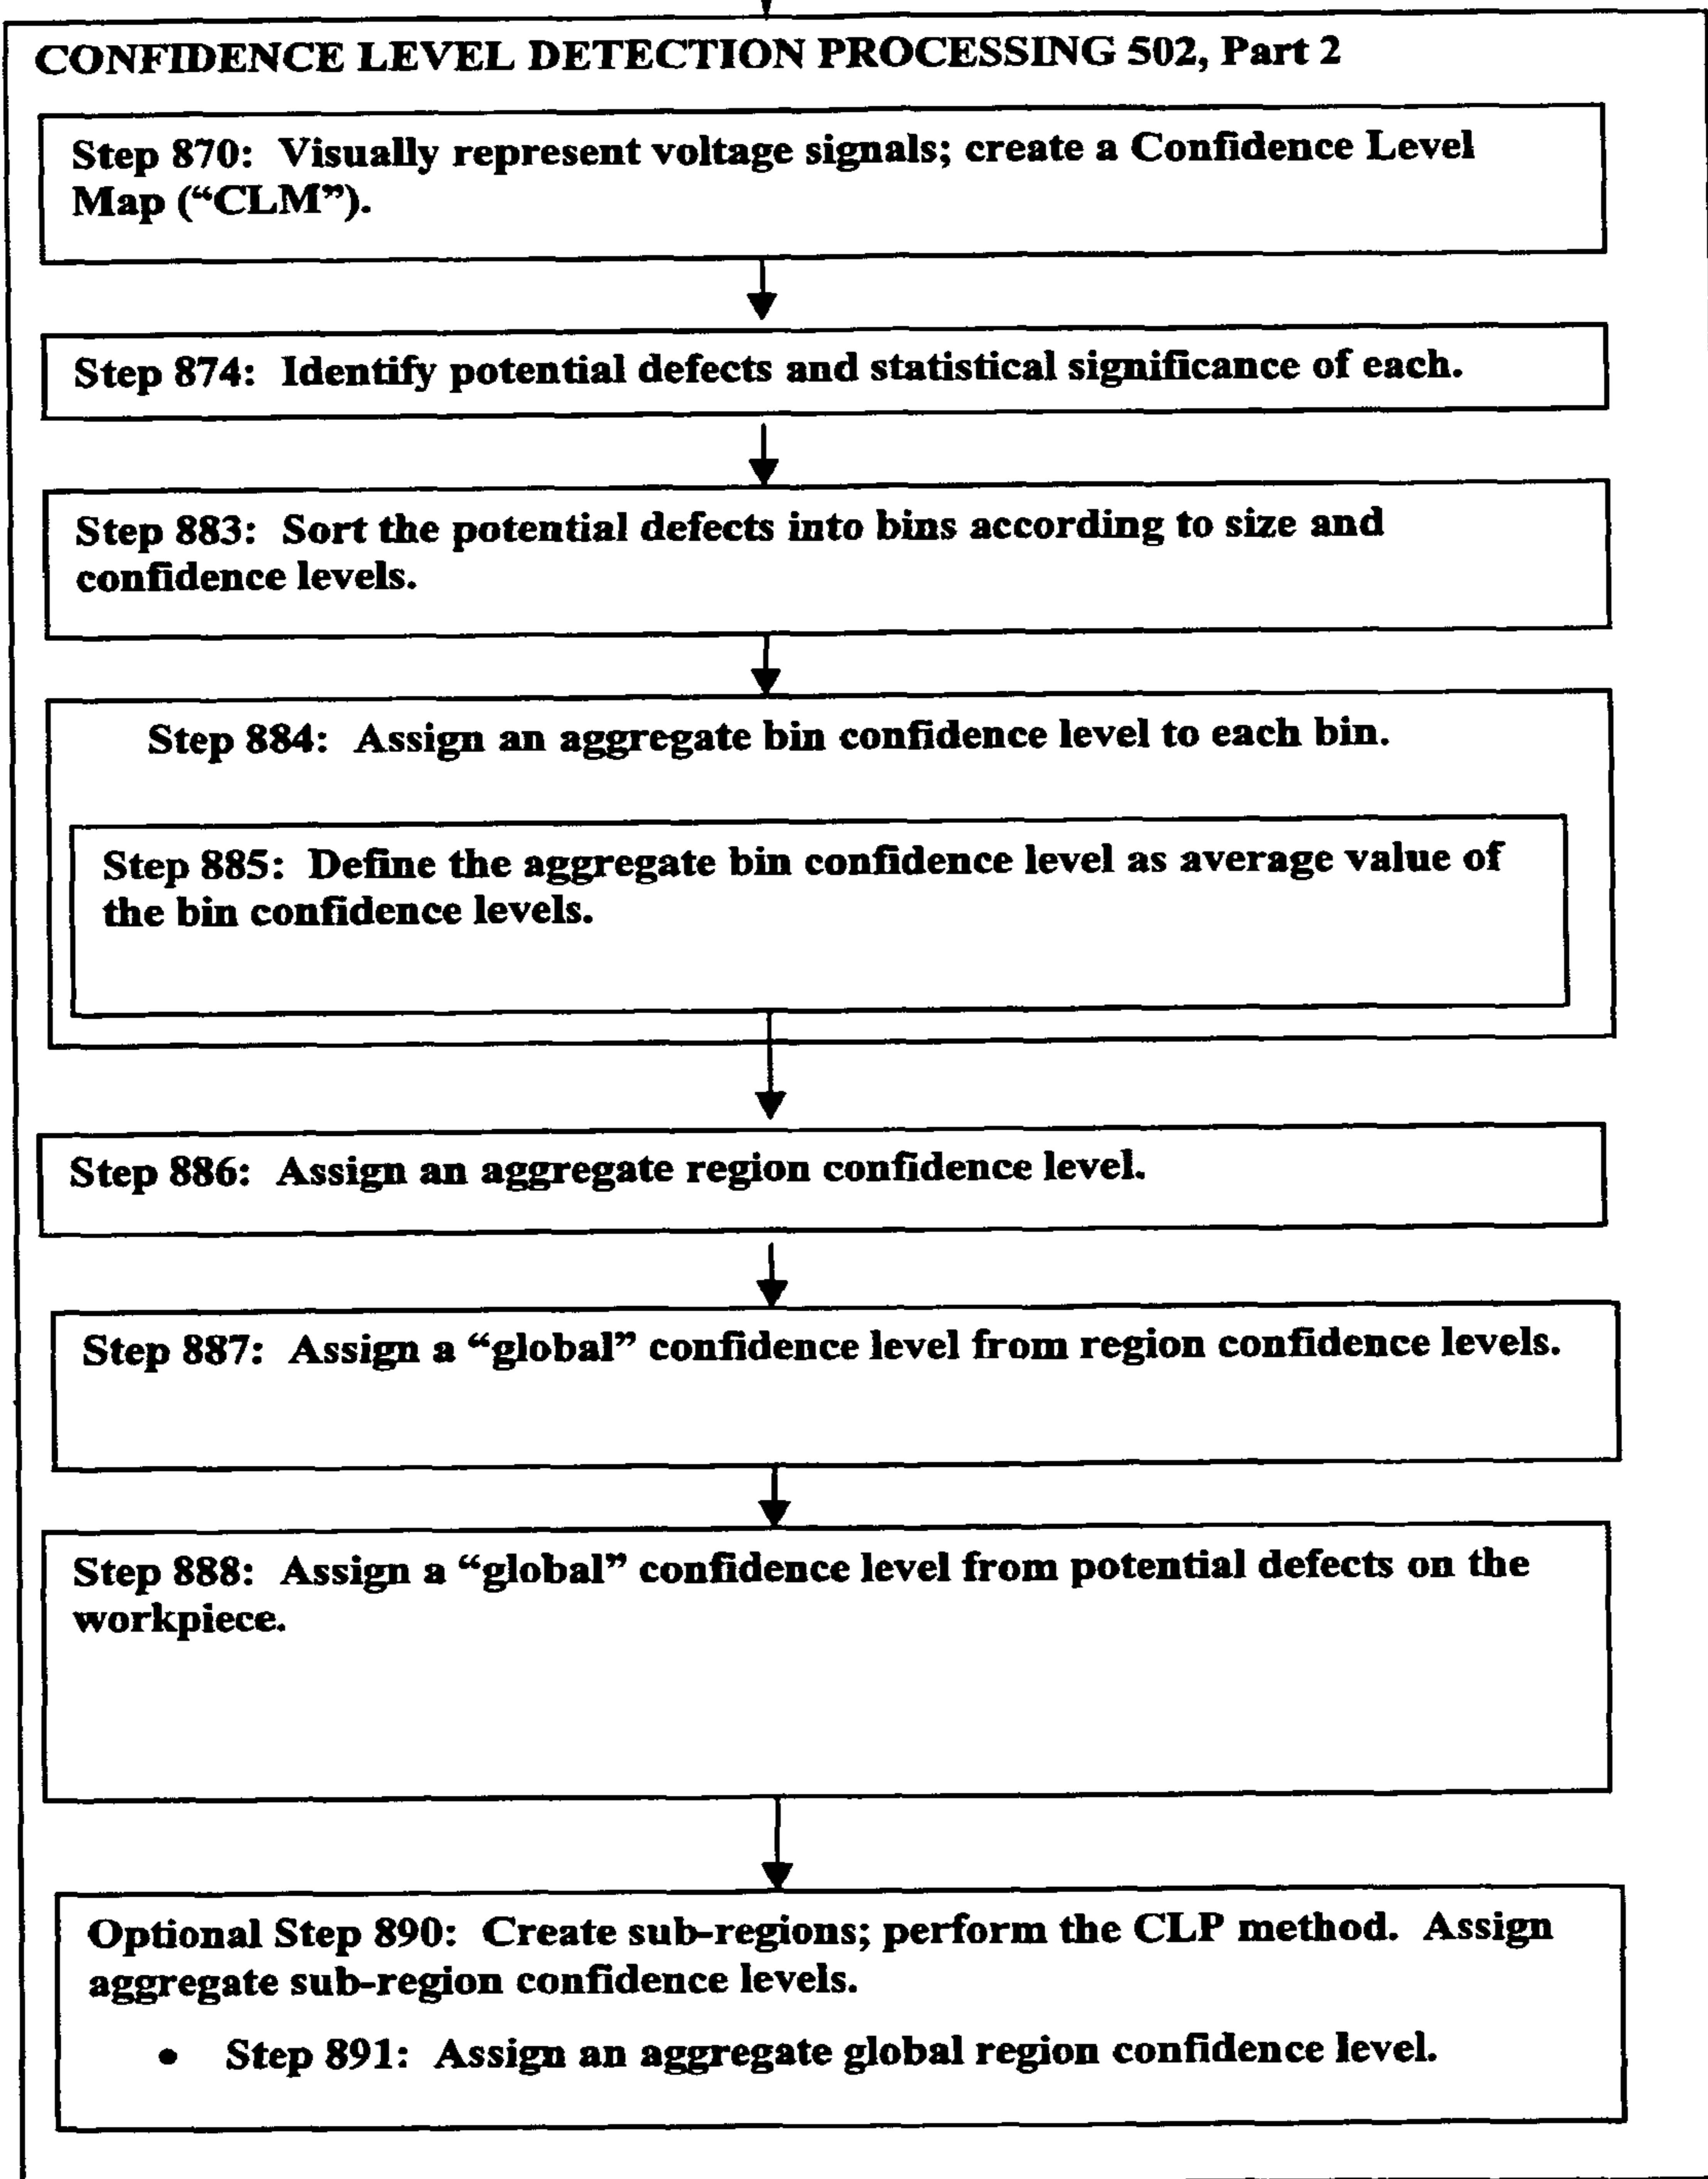 CONFIDENCE LEVEL DETECTION PROCESSING 502, Part 2
Step 870: Visually represent voltage signals; create a Confidence Level
Map (“CLM”).
Step 874: Identify potential defects and statistical significance of each.
Step 883: Sort the potential defects into bins according to size and
confidence levels.
Step 884: Assign an aggregate bin confidence level to each bin.
Step 885: Define the aggregate bin confidence level as average value of
the bin confidence levels.
Step 886: Assign an aggregate region confidence level.
Step 887: Assign a “global” confidence level from region confidence levels.
Step 888: Assign a “global” confidence level from potential defects on the
workpiece.
Optional Step 890: Create sub-regions; perform the CLP method. Assign
aggregate sub-region confidence levels.
• Step 891: Assign an aggregate global region confidence level.